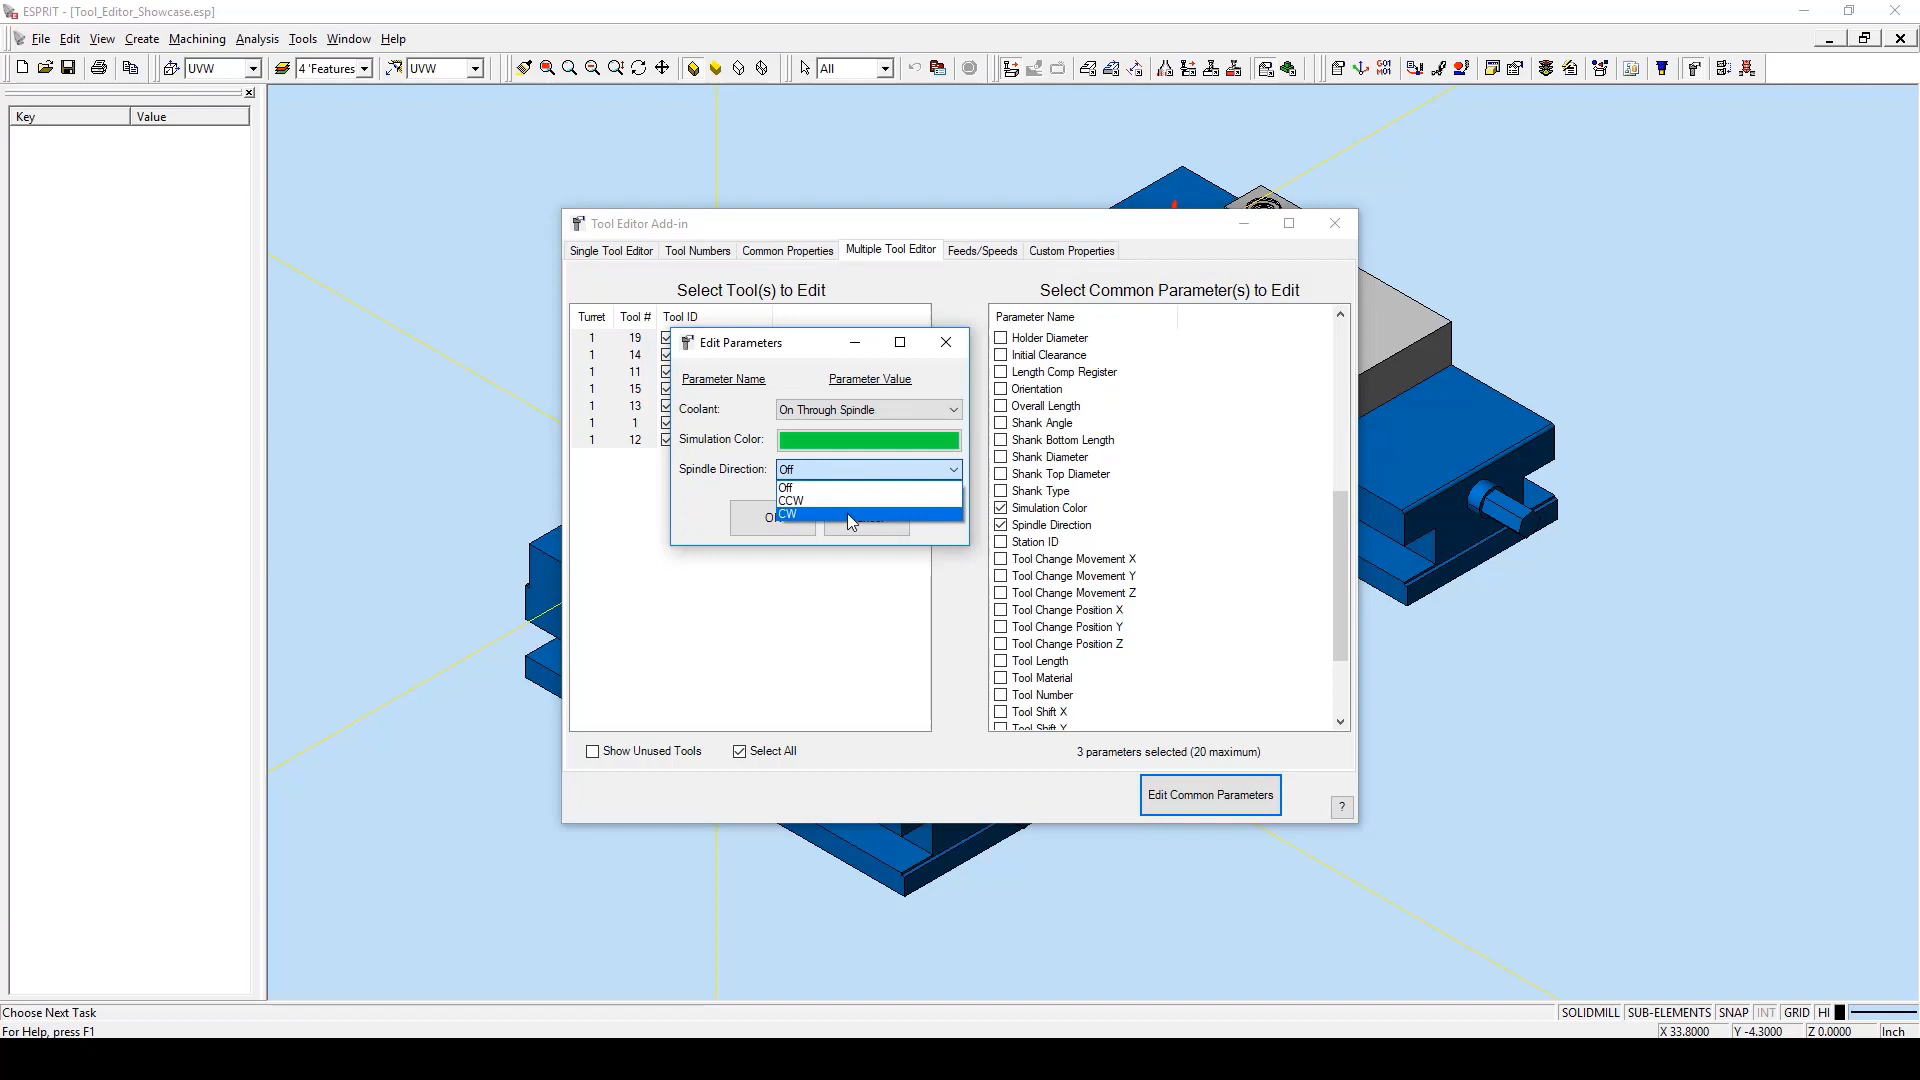 ESPRIT - [Tool_Editor_Showcase.esp]
File Edit View Create Machining Analysis Tools Window Help
UVW 4 'Features UVW All G01 M01
Key Value
Tool Editor Add-in
Single Tool Editor Tool Numbers Common Properties Multiple Tool Editor Feeds/Speeds Custom Properties
Select Tool(s) to Edit
Turret Tool # Tool ID
1 19
1 14
1 11
1 15
1 13
1 1
1 12
Show Unused Tools Select All
Edit Parameters
Parameter Name Parameter Value
Coolant: On Through Spindle
Simulation Color:
Spindle Direction: Off
Off
CCW
CW
Select Common Parameter(s) to Edit
Parameter Name
Holder Diameter
Initial Clearance
Length Comp Register
Orientation
Overall Length
Shank Angle
Shank Bottom Length
Shank Diameter
Shank Top Diameter
Shank Type
Simulation Color
Spindle Direction
Station ID
Tool Change Movement X
Tool Change Movement Y
Tool Change Movement Z
Tool Change Position X
Tool Change Position Y
Tool Change Position Z
Tool Length
Tool Material
Tool Number
Tool Shift X
Tool Shift Y
3 parameters selected (20 maximum)
Edit Common Parameters
?
Choose Next Task SOLIDMILL SUB-ELEMENTS SNAP INT GRID HI
For Help, press F1 X 33.8000 Y -4.3000 Z 0.0000 Inch